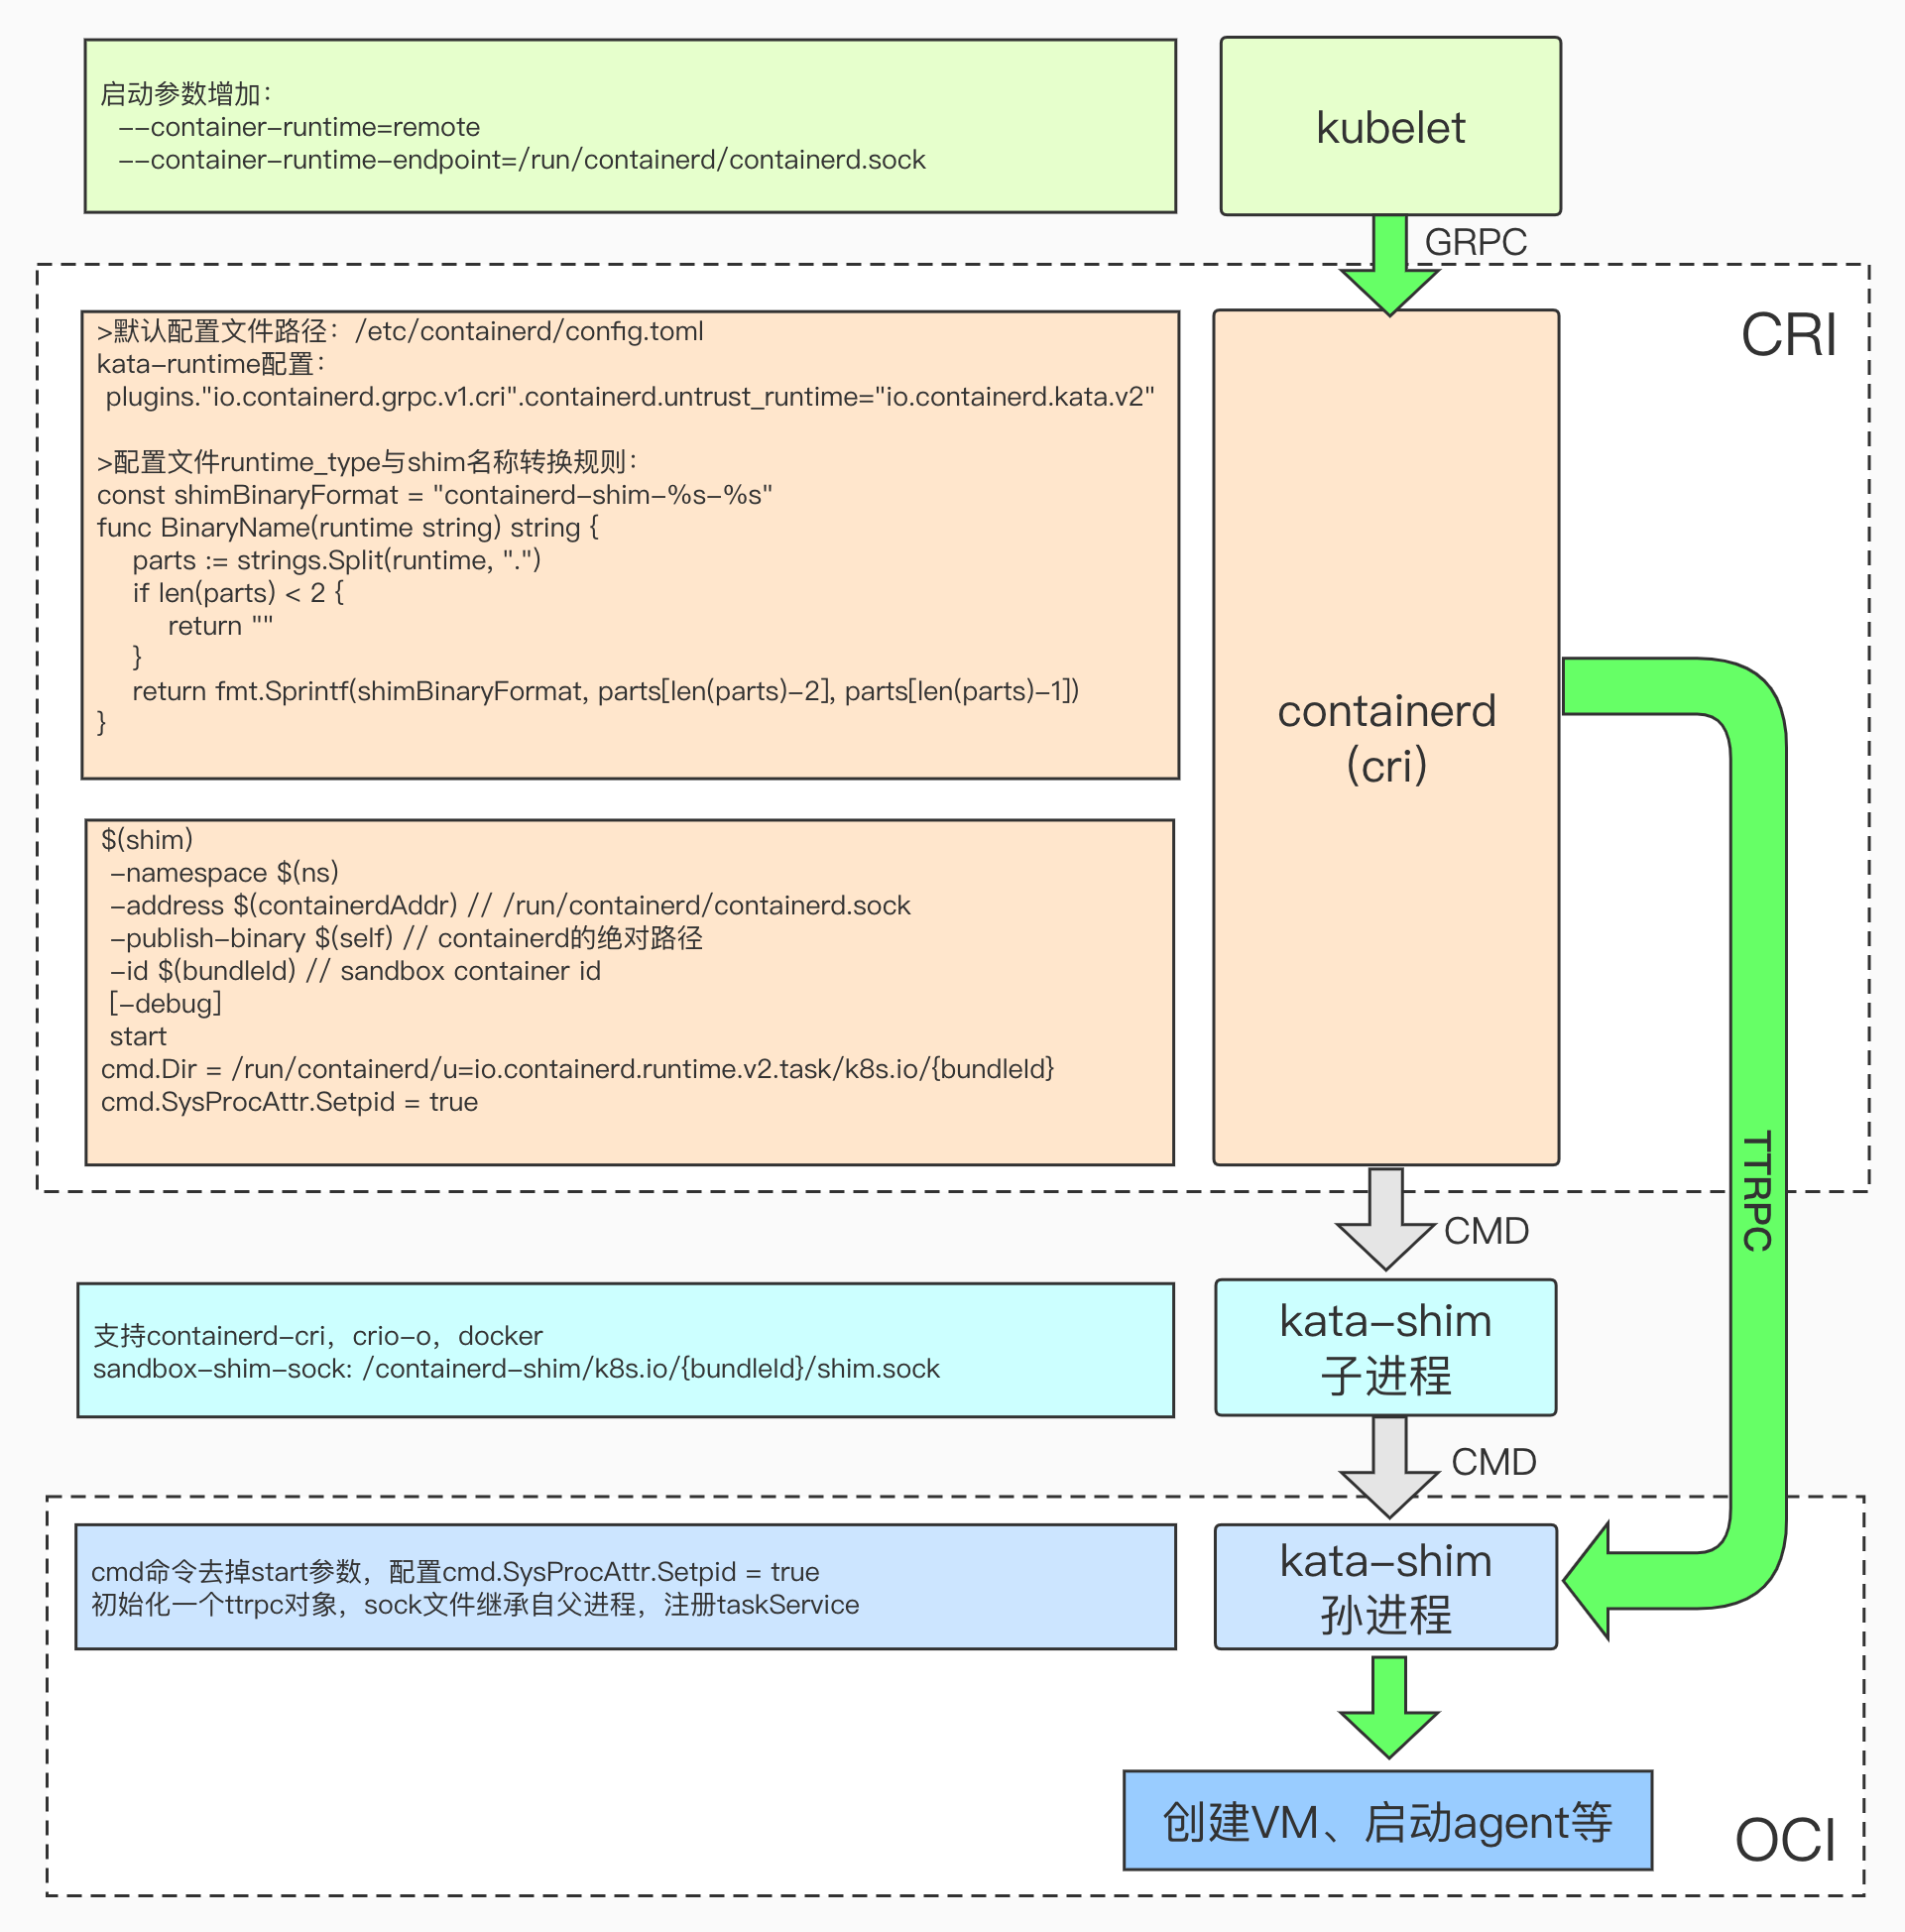 启动参数增加：
--container-runtime=remote
--container-runtime-endpoint=/run/containerd/containerd.sock
kubelet
GRPC
CRI
>默认配置文件路径：/etc/containerd/config.toml
kata-runtime配置：
plugins."io.containerd.grpc.v1.cri".containerd.untrust_runtime="io.containerd.kata.v2"
>配置文件runtime_type与shim名称转换规则：
const shimBinaryFormat = "containerd-shim-%s-%s"
func BinaryName(runtime string) string {
parts := strings.Split(runtime, ".")
if len(parts) < 2 {
return ""
}
return fmt.Sprintf(shimBinaryFormat, parts[len(parts)-2], parts[len(parts)-1])
}
containerd
(cri)
$(shim)
-namespace $(ns)
-address $(containerdAddr) // /run/containerd/containerd.sock
-publish-binary $(self) // containerd的绝对路径
-id $(bundleId) // sandbox container id
[-debug]
start
cmd.Dir = /run/containerd/u=io.containerd.runtime.v2.task/k8s.io/{bundleId}
cmd.SysProcAttr.Setpid = true
TTRPC
CMD
支持containerd-cri，crio-o，docker
sandbox-shim-sock: /containerd-shim/k8s.io/{bundleId}/shim.sock
kata-shim
子进程
CMD
cmd命令去掉start参数，配置cmd.SysProcAttr.Setpid = true
初始化一个ttrpc对象，sock文件继承自父进程，注册taskService
kata-shim
孙进程
创建VM、启动agent等
OCI